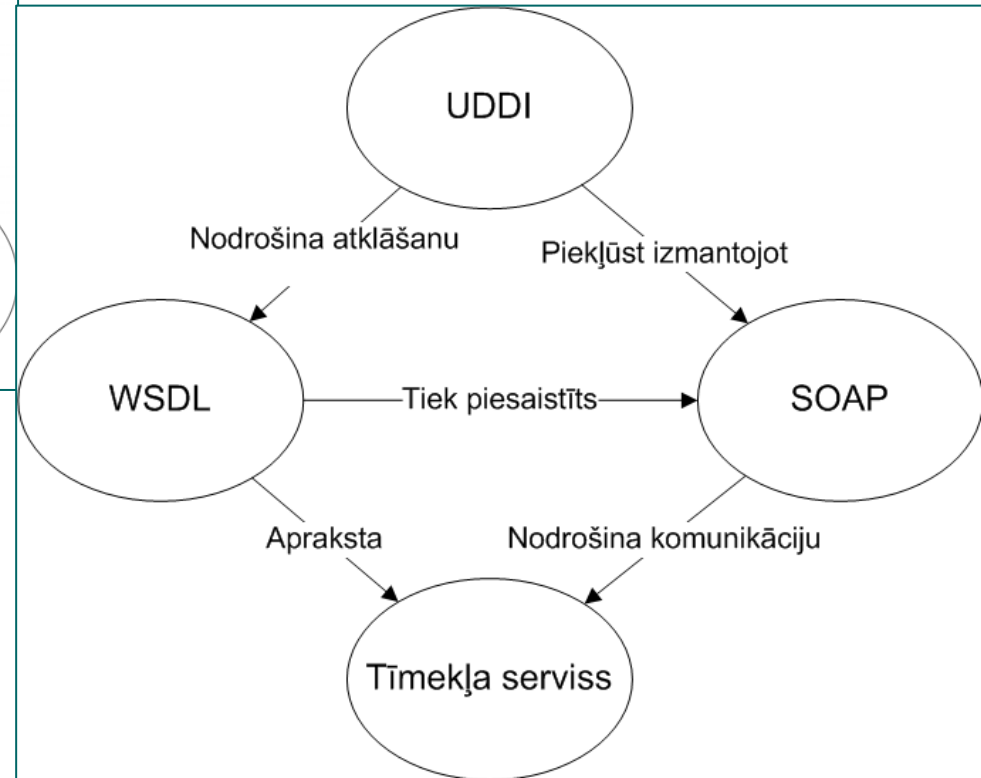 UDDI
Nodrošina atklāšanu
Piekļūst izmantojot
WSDL
Tiek piesaistīts
SOAP
Apraksta
Nodrošina komunikāciju
Tīmekļa serviss